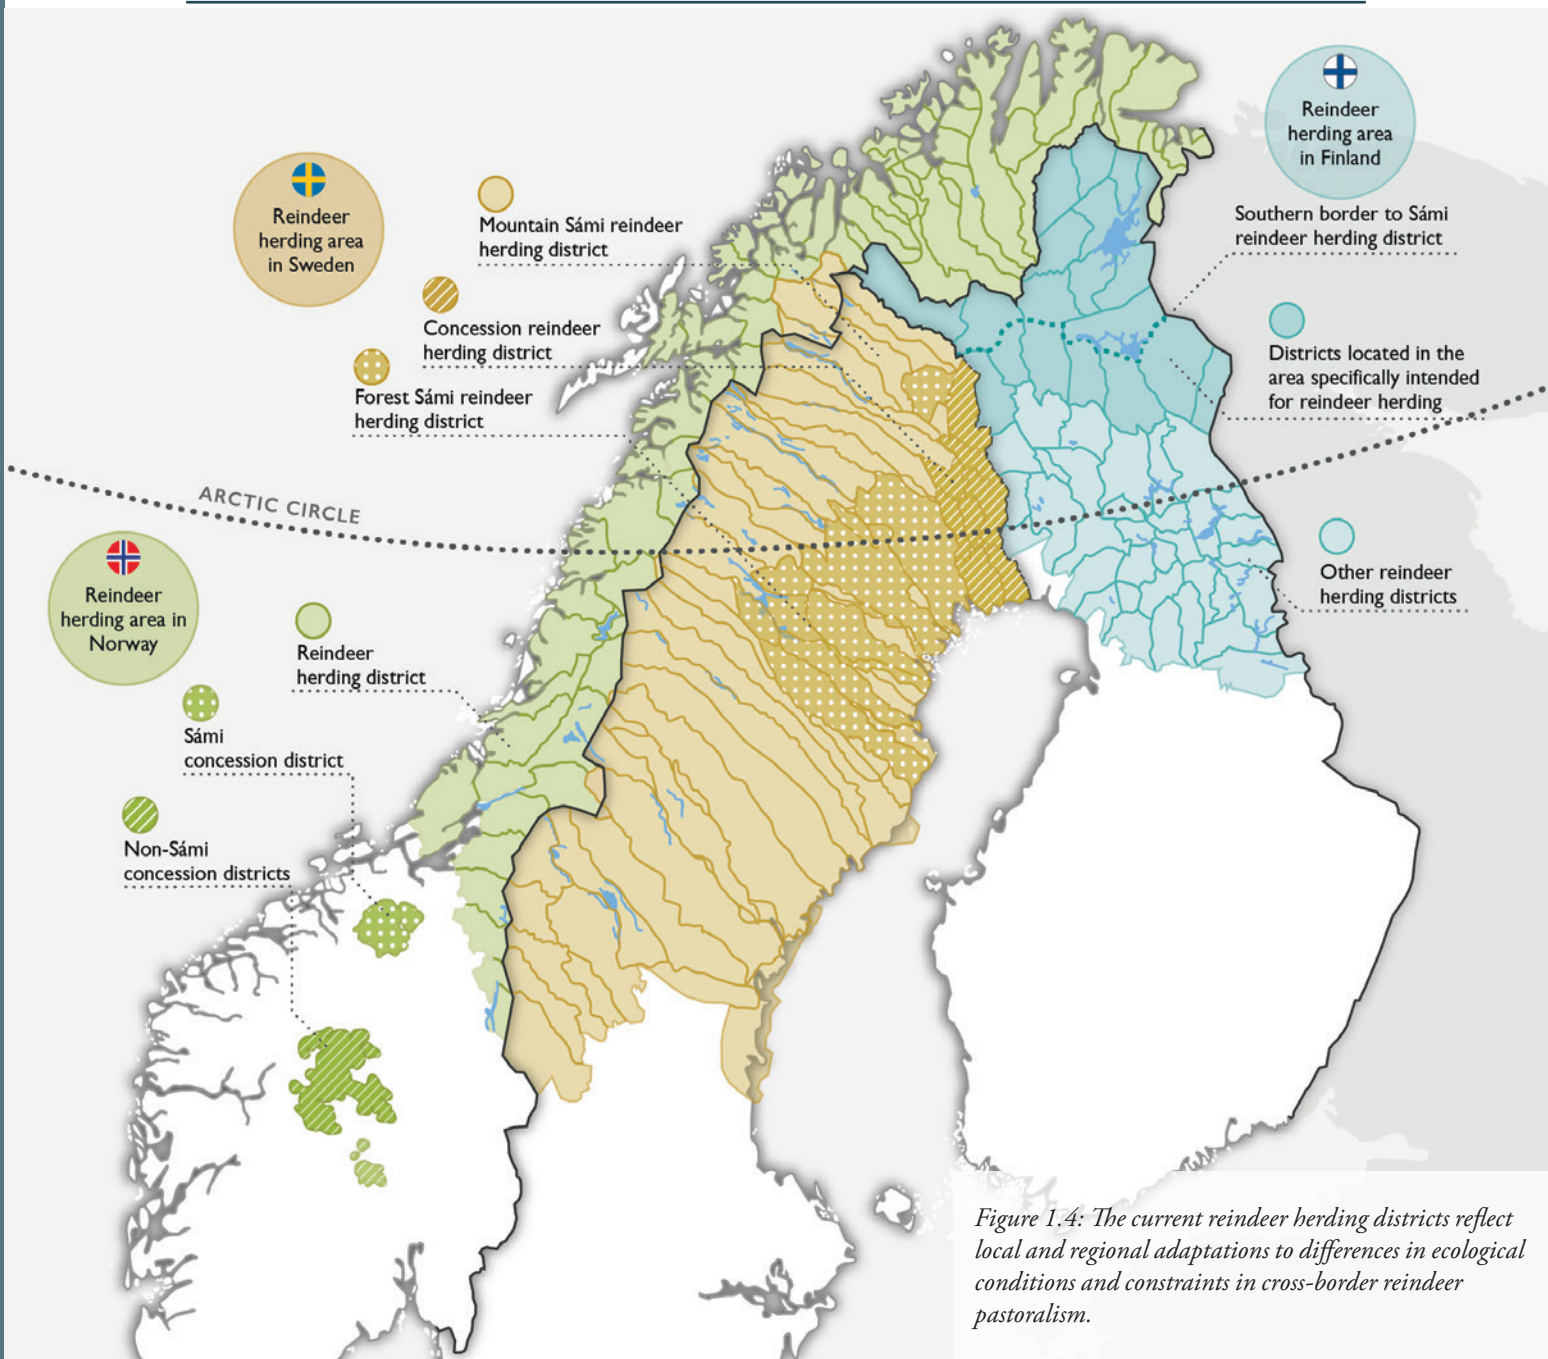 Reindeer
herding area
in Finland
Reindeer
herding area
in Sweden
Mountain Sámi reindeer
herding district
Southern border to Sámi
reindeer herding district
Concession reindeer
herding district
Districts located in the
area specifically intended
for reindeer herding
Forest Sámi reindeer
herding district
ARCTIC CIRCLE
Reindeer
herding area in
Norway
Other reindeer
herding districts
Reindeer
herding district
Sámi
concession district
Non-Sámi
concession districts
Figure 1.4: The current reindeer herding districts reflect
local and regional adaptations to differences in ecological
conditions and constraints in cross-border reindeer
pastoralism.